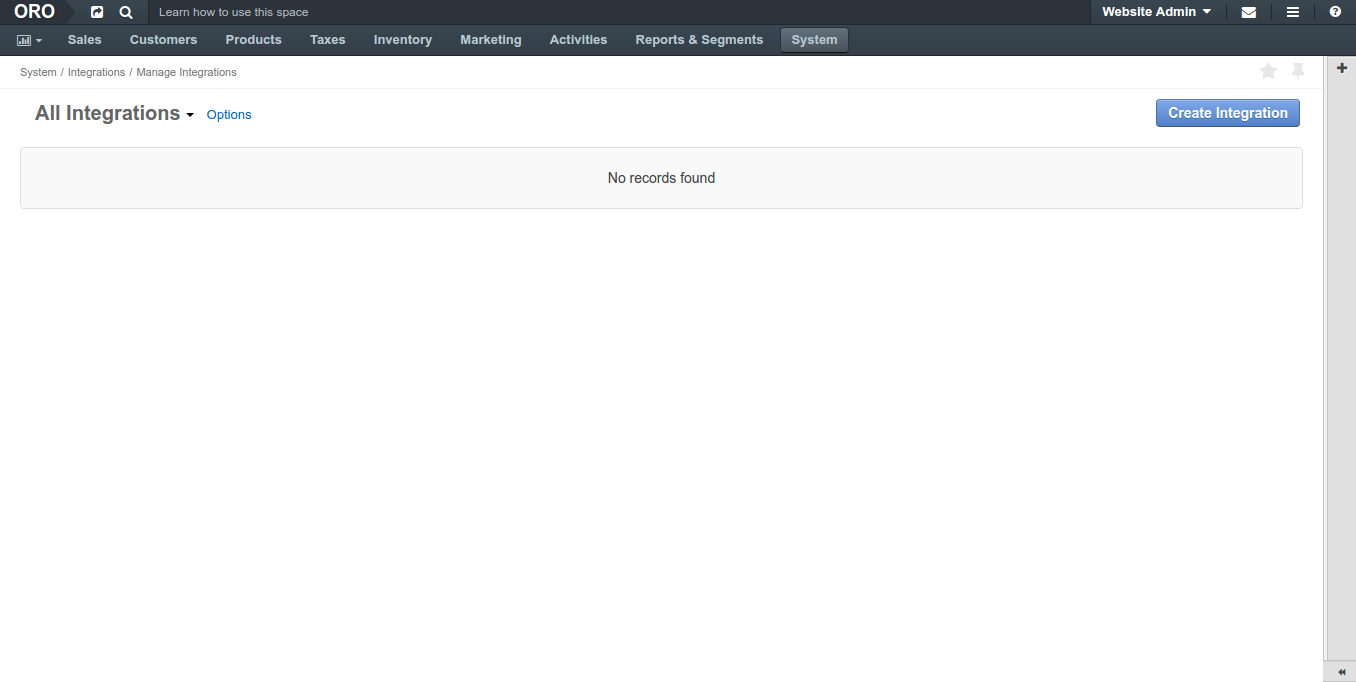 ORO Learn how to use this space Website Admin
Sales Customers Products Taxes Inventory Marketing Activities Reports & Segments System
System / Integrations / Manage Integrations
All Integrations Options Create Integration
No records found